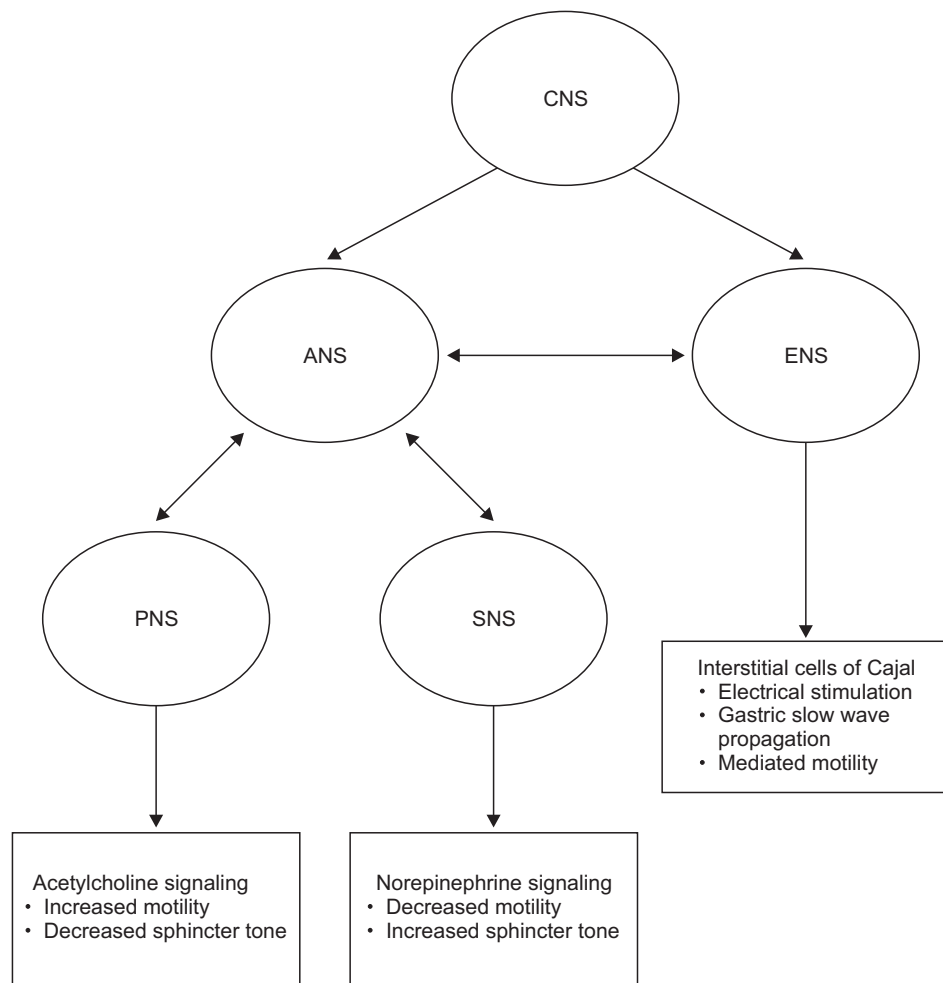 CNS
ANS
ENS
PNS
SNS
Interstitial cells of Cajal
• Electrical stimulation
• Gastric slow wave
propagation
• Mediated motility
Acetylcholine signaling
• Increased motility
• Decreased sphincter tone
Norepinephrine signaling
• Decreased motility
• Increased sphincter tone